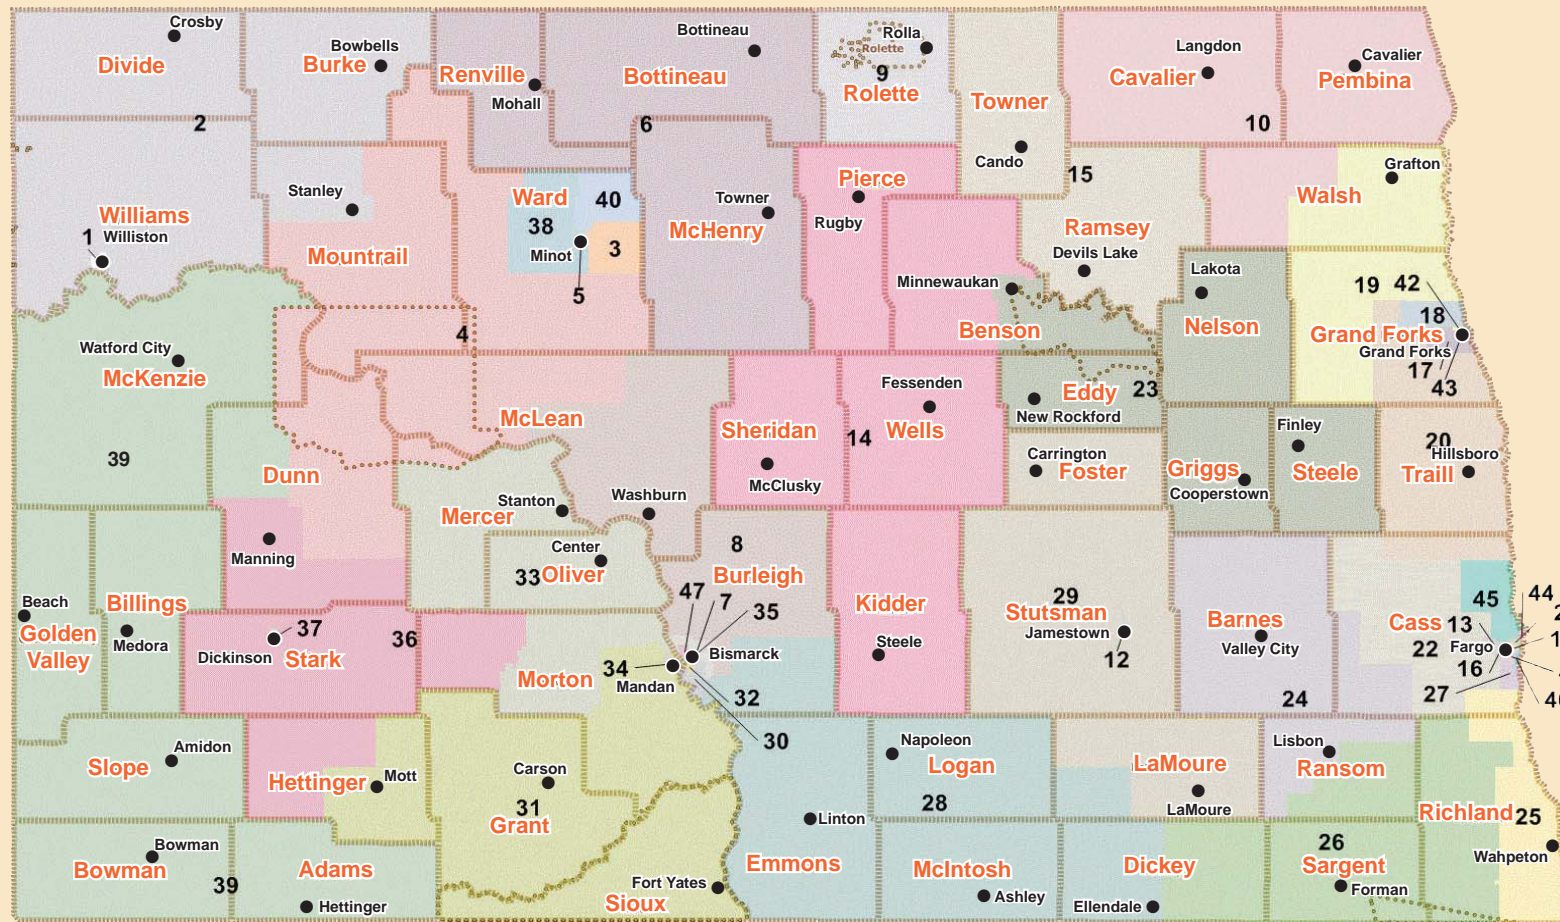 Crosby
Divide
2
Bowbells
Burke
Renville
Mohall
Bottineau
Bottineau
6
Rolla
Rolette
9
Rolette
Towner
Cando
Langdon
Cavalier
10
Cavalier
Pembina
Williams
1
Williston
Stanley
Mountrail
Ward
40
38
Minot
3
5
Towner
McHenry
Pierce
Rugby
15
Ramsey
Devils Lake
Grafton
Walsh
Minnewaukan
Benson
Lakota
Nelson
19
42
18
Grand Forks
Grand Forks
17
43
Watford City
McKenzie
39
4
McLean
Dunn
Manning
Sheridan
McClusky
14
Fessenden
Wells
Eddy
23
New Rockford
Carrington
Foster
Griggs
Cooperstown
Finley
Steele
20
Hillsboro
Traill
Stanton
Mercer
Washburn
Center
33
Oliver
8
Burleigh
47
7
35
Bismarck
34
Mandan
32
30
Kidder
Steele
29
Stutsman
Jamestown
12
Barnes
Valley City
24
45
44
2
Cass
13
1
Fargo
22
16
27
4
Beach
Golden
Valley
Billings
Medora
37
36
Dickinson
Stark
Morton
Amidon
Slope
Hettinger
Mott
Carson
31
Grant
Napoleon
Logan
28
LaMoure
LaMoure
Lisbon
Ransom
Richland
25
Wahpeton
Bowman
Bowman
39
Adams
Hettinger
Fort Yates
Sioux
Linton
Emmons
McIntosh
Ashley
Dickey
Ellendale
26
Sargent
Forman